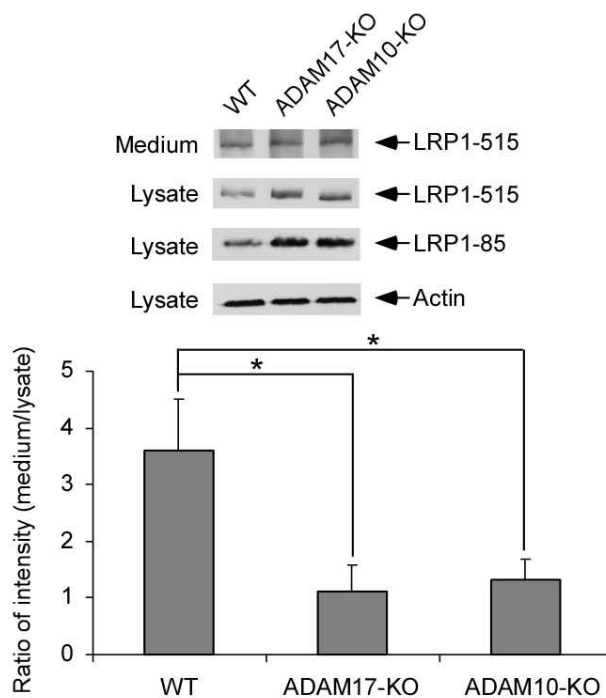 WT
ADAM17-KO
ADAM10-KO
Medium
LRP1-515
Lysate
LRP1-515
Lysate
LRP1-85
Lysate
Actin
Ratio of intensity (medium/lysate)
5
4
3
2
1
0
*
*
WT
ADAM17-KO
ADAM10-KO